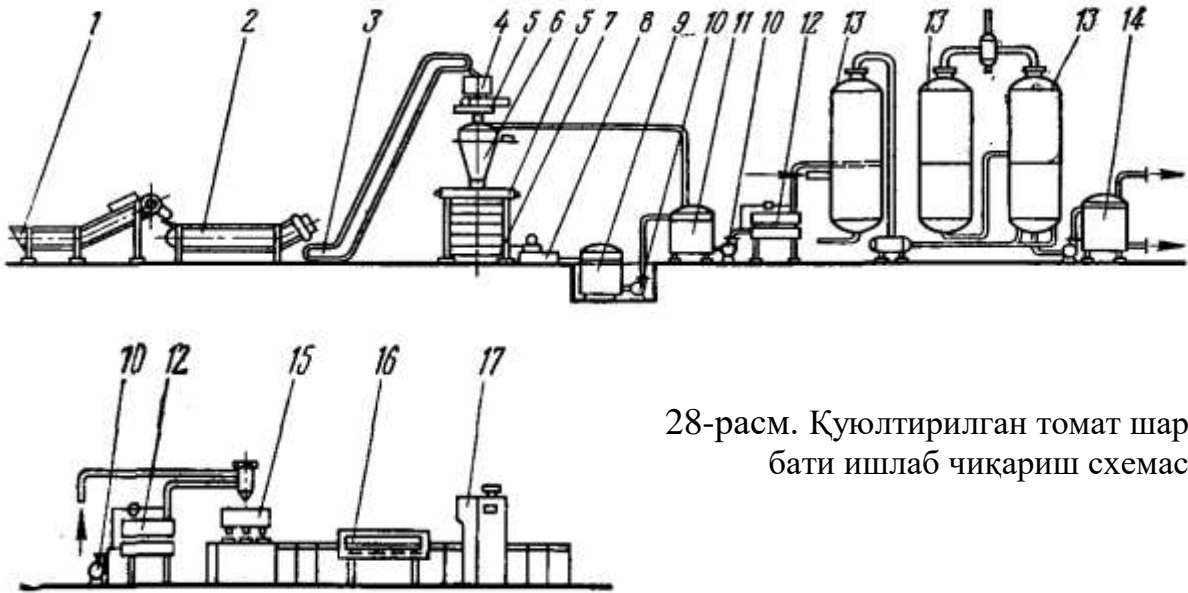 1 2 3 4 5 6 5 7 8 9 10 11 10 12 13 13 13 14
10 12 15 16 17
28-расм. Қуюлтирилган томат шар
бати ишлаб чиқариш схемас